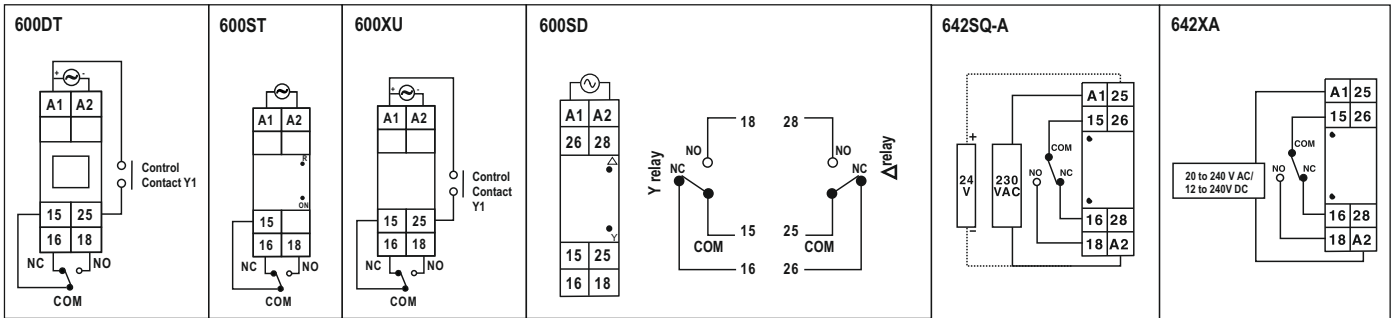 600DT
+ -
A1 A2
Control
Contact Y1
15 25
16 18
NC NO
COM
600ST
A1 A2
R
ON
15
16 18
NC NO
COM
600XU
+ -
A1 A2
Control
Contact
Y1
15 25
16 18
NC NO
COM
600SD
A1 A2
26 28
△
Y
15 25
16 18
Y relay
18
NO
NC
15
COM
16
28
NO
NC
25
COM
26
△relay
642SQ-A
+
24
V
-
230
VAC
A1 25
15 26
COM
NO NC
16 28
18 A2
642XA
20 to 240 V AC/
12 to 240V DC
A1 25
15 26
COM
NO NC
16 28
18 A2